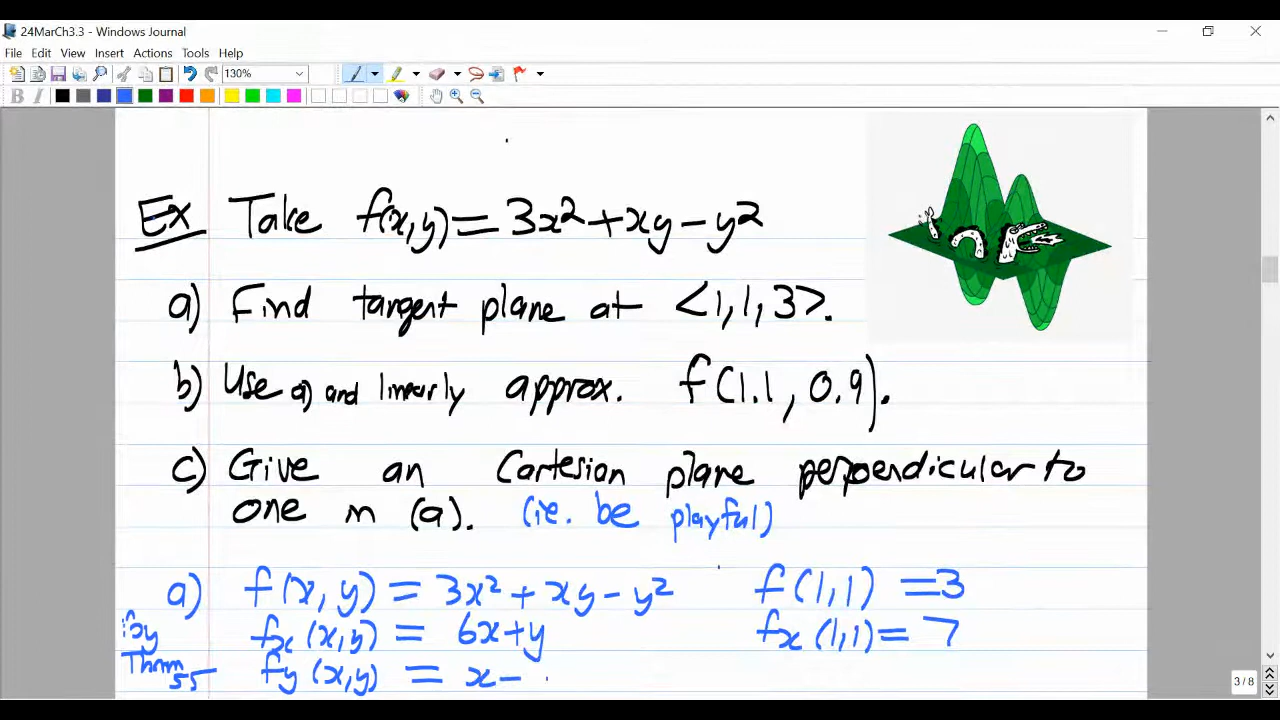 24MarCh3.3 - Windows Journal
File Edit View Insert Actions Tools Help
130%
B I
Ex Take f(x,y) = 3x² + xy - y²
a) Find tangent plane at <1,1,3>.
b) Use a) and linearly approx. f(1.1, 0.9).
c) Give an Cartesian plane perpendicular to
one in (a). (ie. be playful)
a) f(x,y) = 3x² + xy - y² f(1,1) = 3
By fx(x,y) = 6x+y fx(1,1) = 7
Thm 55 fy(x,y) = x-
3 / 8